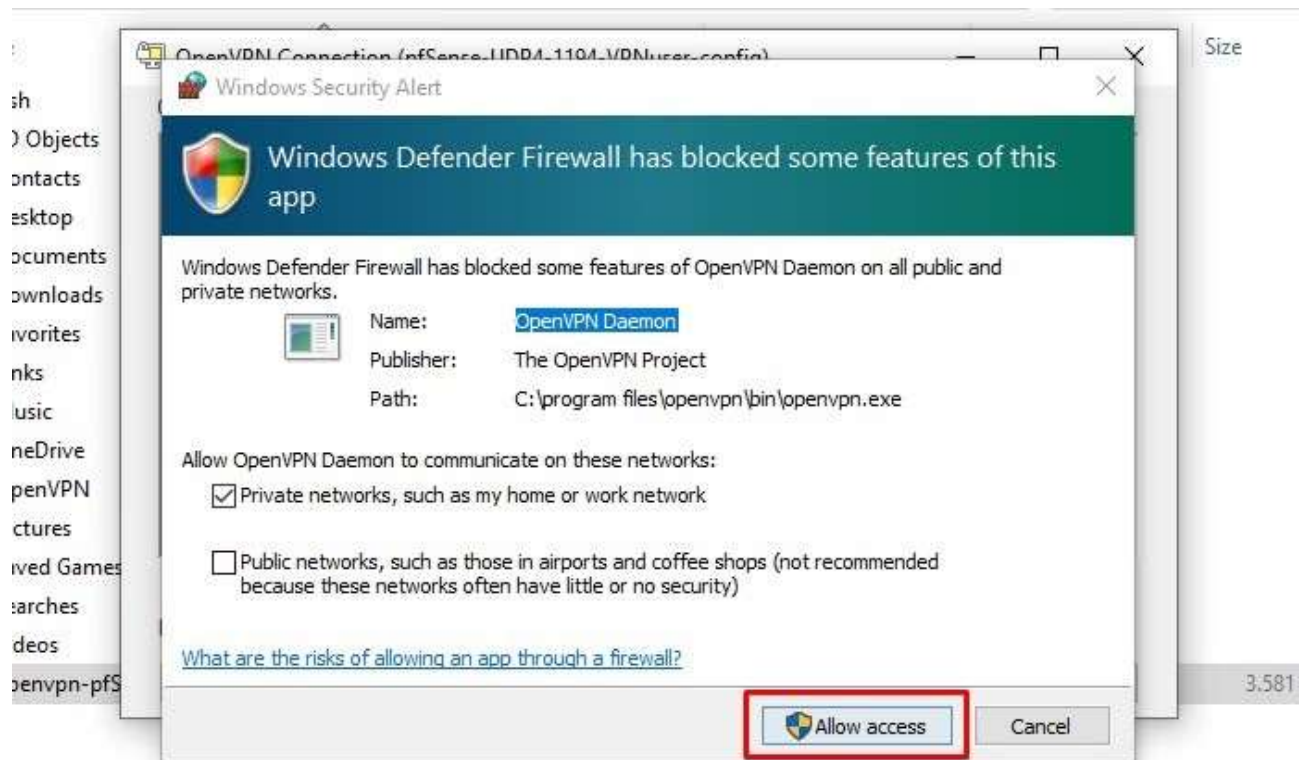 Size
OpenVPN Connection (pfSense-UDP4-1194-VPNuser-config)
Windows Security Alert
Windows Defender Firewall has blocked some features of this
app
Windows Defender Firewall has blocked some features of OpenVPN Daemon on all public and
private networks.
Name: OpenVPN Daemon
Publisher: The OpenVPN Project
Path: C:\program files\openvpn\bin\openvpn.exe
Allow OpenVPN Daemon to communicate on these networks:
Private networks, such as my home or work network
Public networks, such as those in airports and coffee shops (not recommended
because these networks often have little or no security)
What are the risks of allowing an app through a firewall?
Allow access Cancel
sh
Objects
ontacts
esktop
ocuments
ownloads
avorites
nks
usic
neDrive
penVPN
ctures
aved Games
earches
deos
penvpn-pfS
3.581